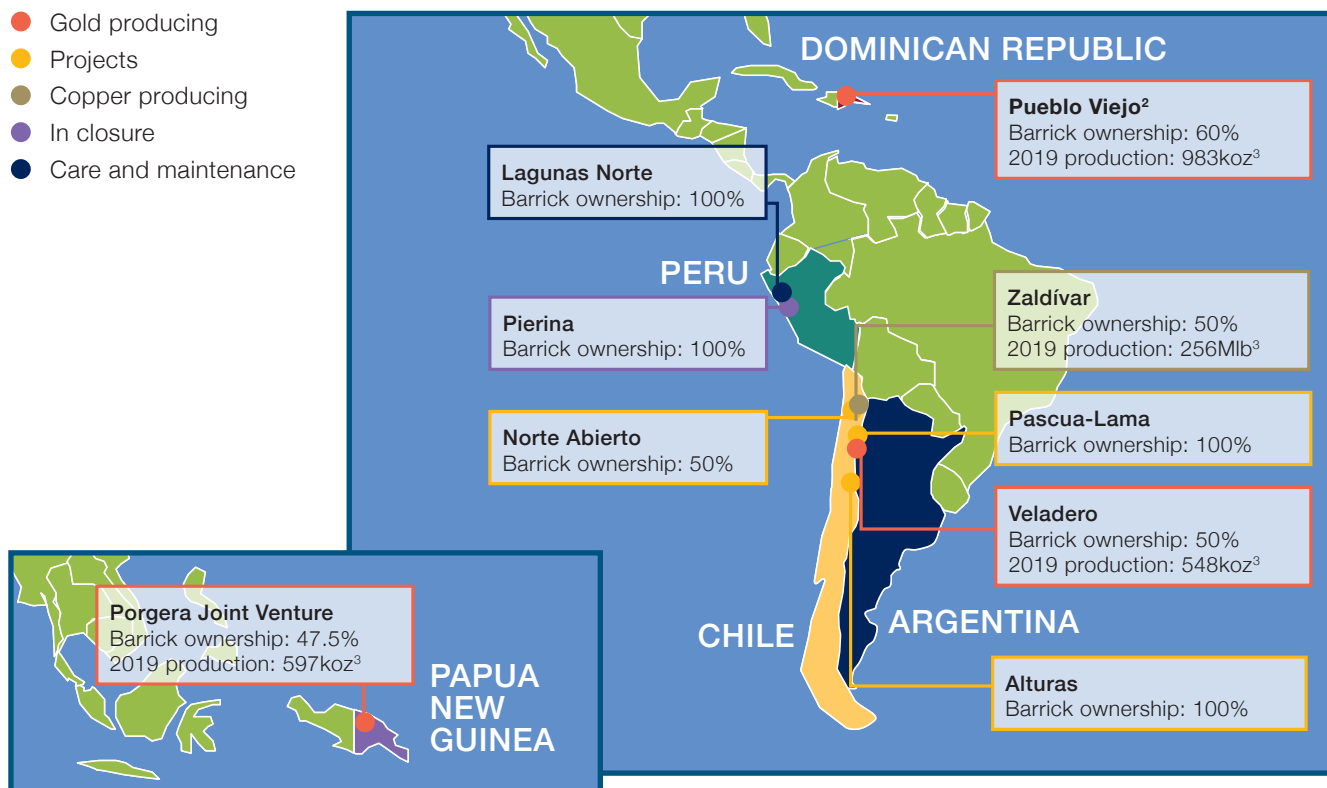 Gold producing
Projects
Copper producing
In closure
Care and maintenance
DOMINICAN REPUBLIC
Pueblo Viejo²
Barrick ownership: 60%
2019 production: 983koz³
Lagunas Norte
Barrick ownership: 100%
PERU
Zaldívar
Barrick ownership: 50%
2019 production: 256Mlb³
Pierina
Barrick ownership: 100%
Norte Abierto
Barrick ownership: 50%
Pascua-Lama
Barrick ownership: 100%
Veladero
Barrick ownership: 50%
2019 production: 548koz³
CHILE
ARGENTINA
Alturas
Barrick ownership: 100%
Porgera Joint Venture
Barrick ownership: 47.5%
2019 production: 597koz³
PAPUA
NEW
GUINEA